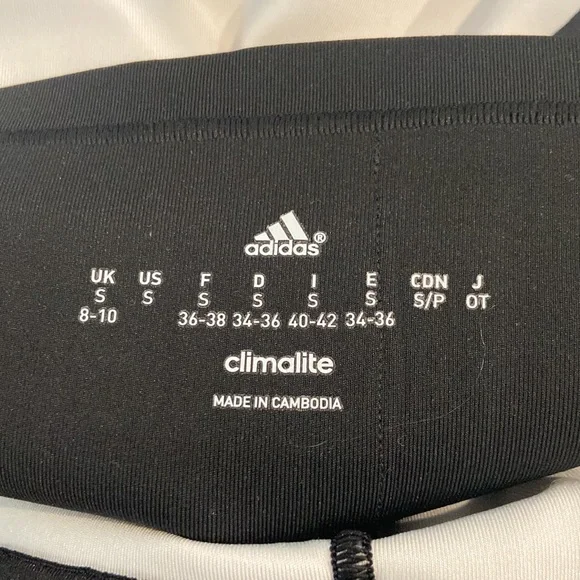 adidas®
UK US F D I E CDN J
S S S S S S S/P OT
8-10 36-38 34-36 40-42 34-36
climalite
MADE IN CAMBODIA